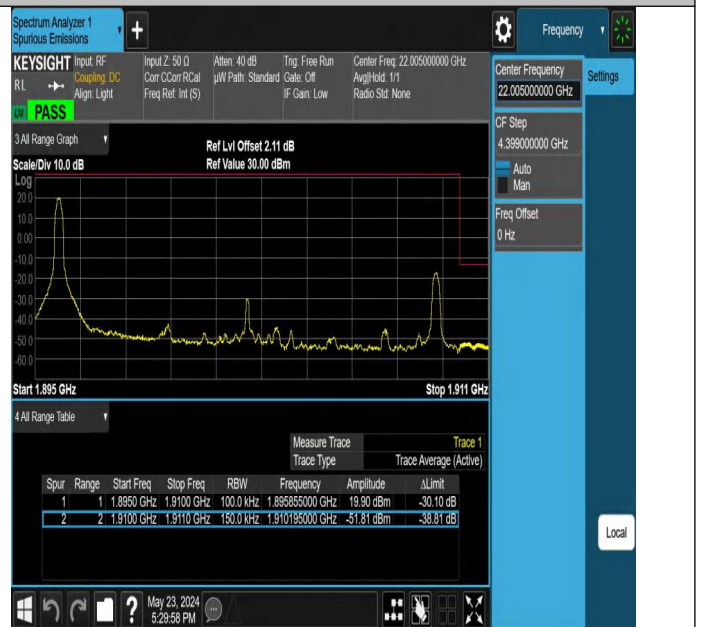 Spectrum Analyzer 1
Spurious Emissions
+
Frequency
KEYSIGHT Input: RF Input Z: 50 Ω Atten: 40 dB Trig: Free Run Center Freq: 22.005000000 GHz
RL Coupling: DC Corr CCorr RCal µW Path: Standard Gate: Off Avg|Hold: 1/1
Align: Light Freq Ref: Int (S) IF Gain: Low Radio Std: None
PASS
Center Frequency
22.005000000 GHz
Settings
CF Step
4.399000000 GHz
Auto
Man
Freq Offset
0 Hz
3 All Range Graph
Ref Lvl Offset 2.11 dB
Scale/Div 10.0 dB Ref Value 30.00 dBm
Log
20.0
10.0
0.00
-10.0
-20.0
-30.0
-40.0
-50.0
-60.0
Start 1.895 GHz Stop 1.911 GHz
4 All Range Table
Measure Trace Trace 1
Trace Type Trace Average (Active)
Spur Range Start Freq Stop Freq RBW Frequency Amplitude ΔLimit
1 1 1.8950 GHz 1.9100 GHz 100.0 kHz 1.895855000 GHz 19.90 dBm -30.10 dB
2 2 1.9100 GHz 1.9110 GHz 150.0 kHz 1.910195000 GHz -51.81 dBm -38.81 dB
Local
? May 23, 2024
5:29:58 PM